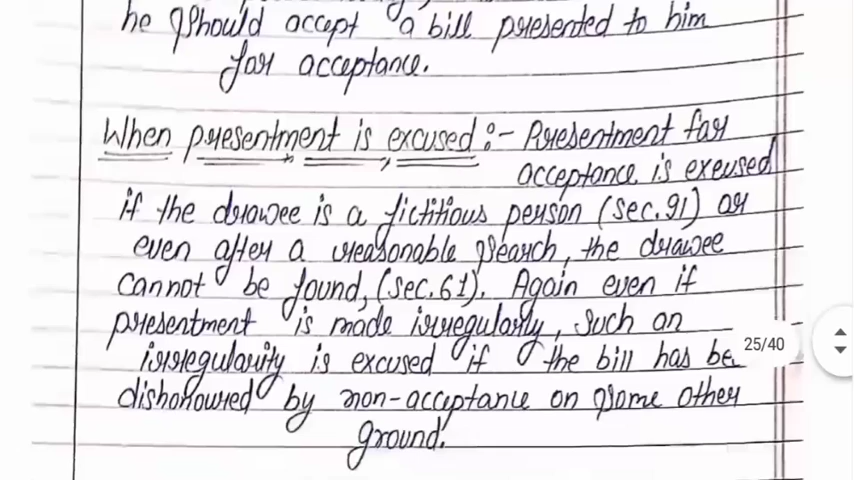 he should accept a bill presented to him
for acceptance.
When presentment is excused :- Presentment for
acceptance is exeused
if the drawee is a fictitious person (sec.91) or
even after a reasonable search, the drawee
cannot be found, (sec.61). Again even if
presentment is made irregularly, such an
irregularity is excused if the bill has be
25/40
dishonoured by non-acceptance on some other
ground.